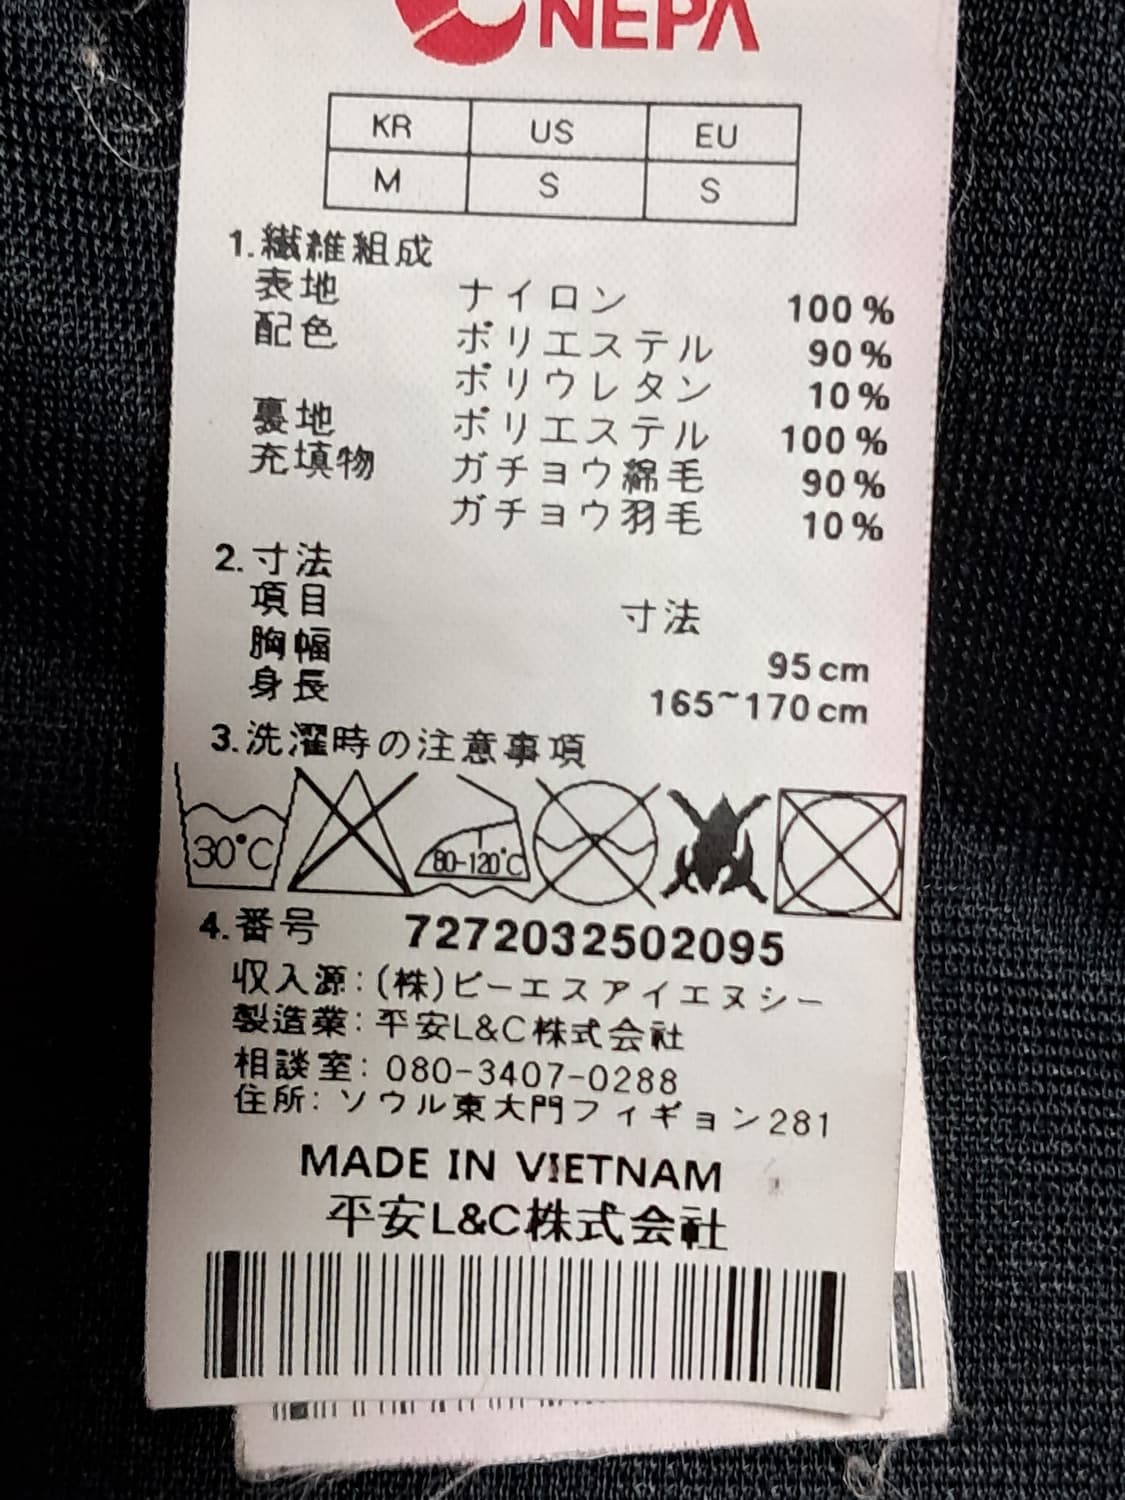 NEPA
KR US EU
M S S
1.繊維組成
表地 ナイロン 100%
配色 ポリエステル 90%
ポリウレタン 10%
裏地 ポリエステル 100%
充填物 ガチョウ綿毛 90%
ガチョウ羽毛 10%
2.寸法
項目 寸法
胸幅 95cm
身長 165~170cm
3.洗濯時の注意事項
30°C 80-120°C
4.番号 7272032502095
収入源:(株)ビーエスアイエヌシー
製造業:平安L&C株式会社
相談室:080-3407-0288
住所:ソウル東大門フィギョン281
MADE IN VIETNAM
平安L&C株式会社